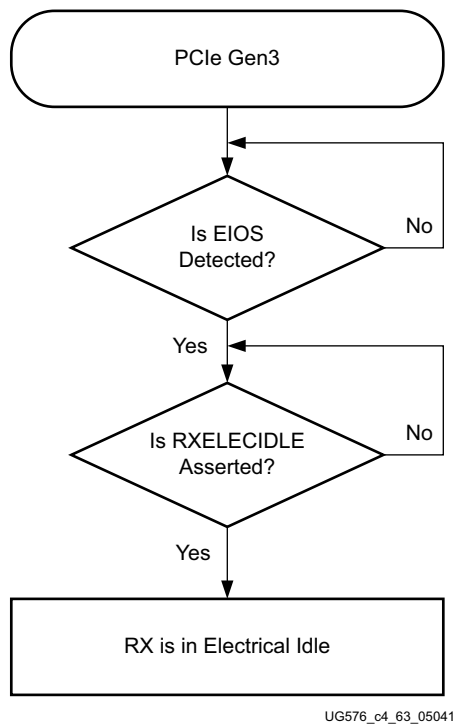 PCIe Gen3
Is EIOS
Detected?
No
Yes
Is RXELECIDLE
Asserted?
No
Yes
RX is in Electrical Idle
UG576_c4_63_05041